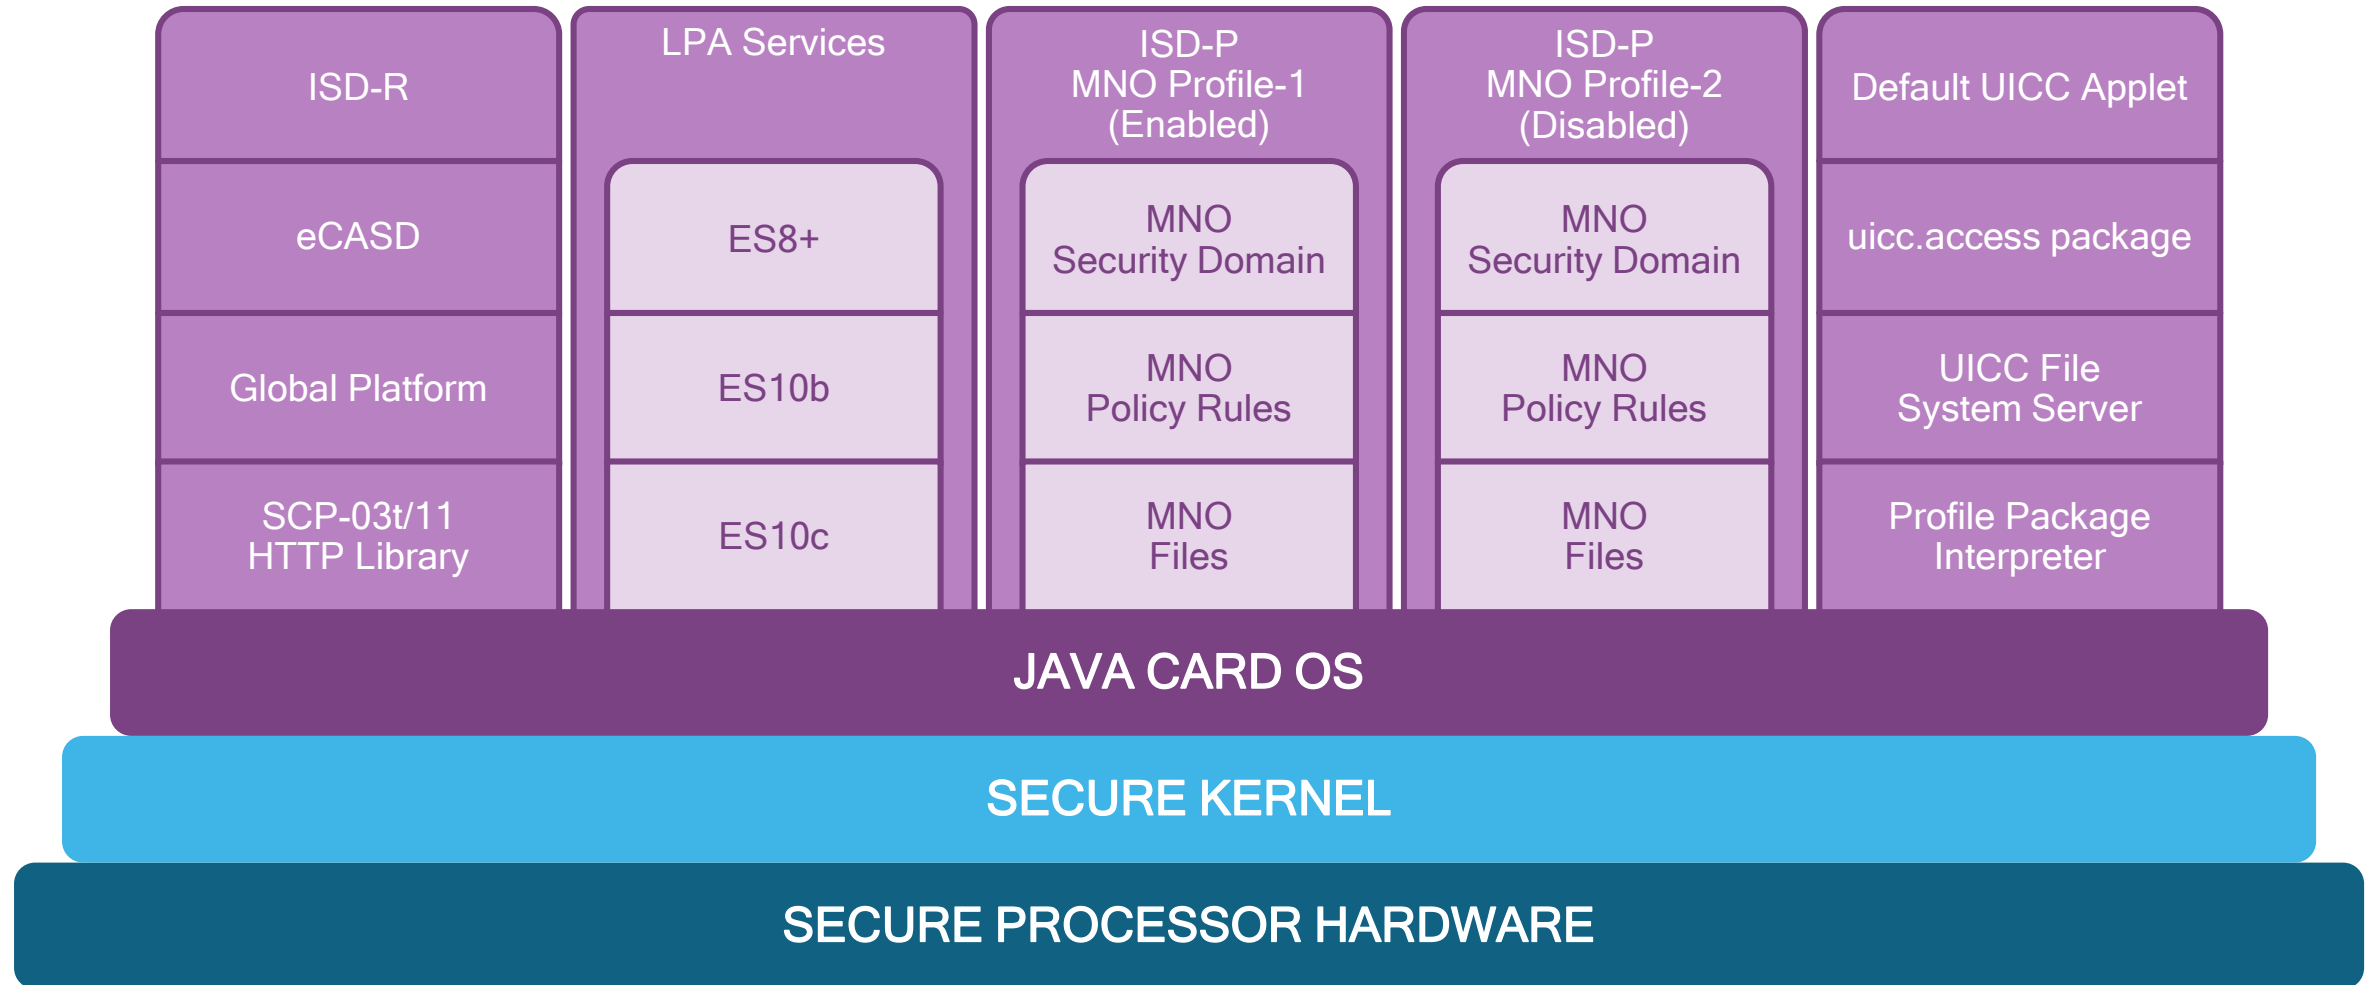 ISD-R
eCASD
Global Platform
SCP-03t/11
HTTP Library
LPA Services
ES8+
ES10b
ES10c
ISD-P
MNO Profile-1
(Enabled)
MNO
Security Domain
MNO
Policy Rules
MNO
Files
ISD-P
MNO Profile-2
(Disabled)
MNO
Security Domain
MNO
Policy Rules
MNO
Files
Default UICC Applet
uicc.access package
UICC File
System Server
Profile Package
Interpreter
JAVA CARD OS
SECURE KERNEL
SECURE PROCESSOR HARDWARE